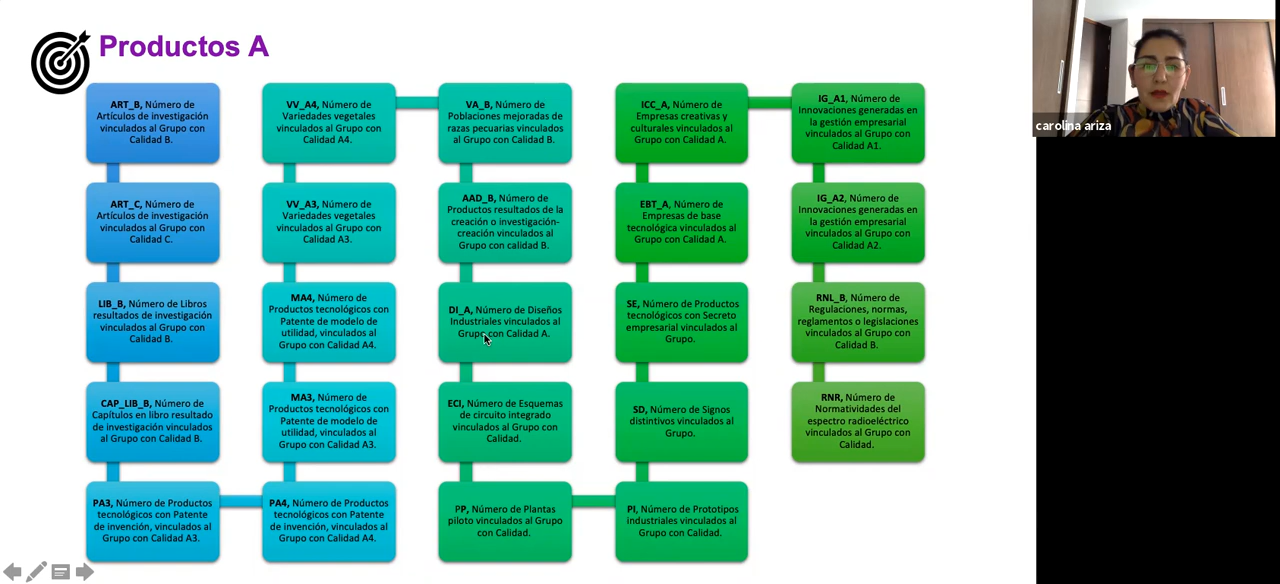 Productos A
ART_B, Número de
Artículos de investigación
vinculados al Grupo con
Calidad B.
ART_C, Número de
Artículos de investigación
vinculados al Grupo con
Calidad C.
LIB_B, Número de Libros
resultados de investigación
vinculados al Grupo con
Calidad B.
CAP_LIB_B, Número de
Capítulos en libro resultado
de investigación vinculados
al Grupo con Calidad B.
PA3, Número de Productos
tecnológicos con Patente
de invención, vinculados al
Grupo con Calidad A3.
PA4, Número de Productos
tecnológicos con Patente
de invención, vinculados al
Grupo con Calidad A4.
MA3, Número de
Productos tecnológicos con
Patente de modelo de
utilidad, vinculados al
Grupo con Calidad A3.
MA4, Número de
Productos tecnológicos con
Patente de modelo de
utilidad, vinculados al
Grupo con Calidad A4.
VV_A3, Número de
Variedades vegetales
vinculados al Grupo con
Calidad A3.
VV_A4, Número de
Variedades vegetales
vinculados al Grupo con
Calidad A4.
VA_B, Número de
Poblaciones mejoradas de
razas pecuarias vinculados
al Grupo con Calidad B.
AAD_B, Número de
Productos resultados de la
creación o investigación-
creación vinculados al
Grupo con calidad B.
DI_A, Número de Diseños
Industriales vinculados al
Grupo con Calidad A.
ECI, Número de Esquemas
de circuito integrado
vinculados al Grupo con
Calidad.
PP, Número de Plantas
piloto vinculados al Grupo
con Calidad.
PI, Número de Prototipos
industriales vinculados al
Grupo con Calidad.
SD, Número de Signos
distintivos vinculados al
Grupo.
SE, Número de Productos
tecnológicos con Secreto
empresarial vinculados al
Grupo.
EBT_A, Número de
Empresas de base
tecnológica vinculados al
Grupo con Calidad A.
ICC_A, Número de
Empresas creativas y
culturales vinculados al
Grupo con Calidad A.
IG_A1, Número de
Innovaciones generadas en
la gestión empresarial
vinculados al Grupo con
Calidad A1.
IG_A2, Número de
Innovaciones generadas en
la gestión empresarial
vinculados al Grupo con
Calidad A2.
RNL_B, Número de
Regulaciones, normas,
reglamentos o legislaciones
vinculados al Grupo con
Calidad B.
RNR, Número de
Normatividades del
espectro radioeléctrico
vinculados al Grupo con
Calidad.
carolina ariza